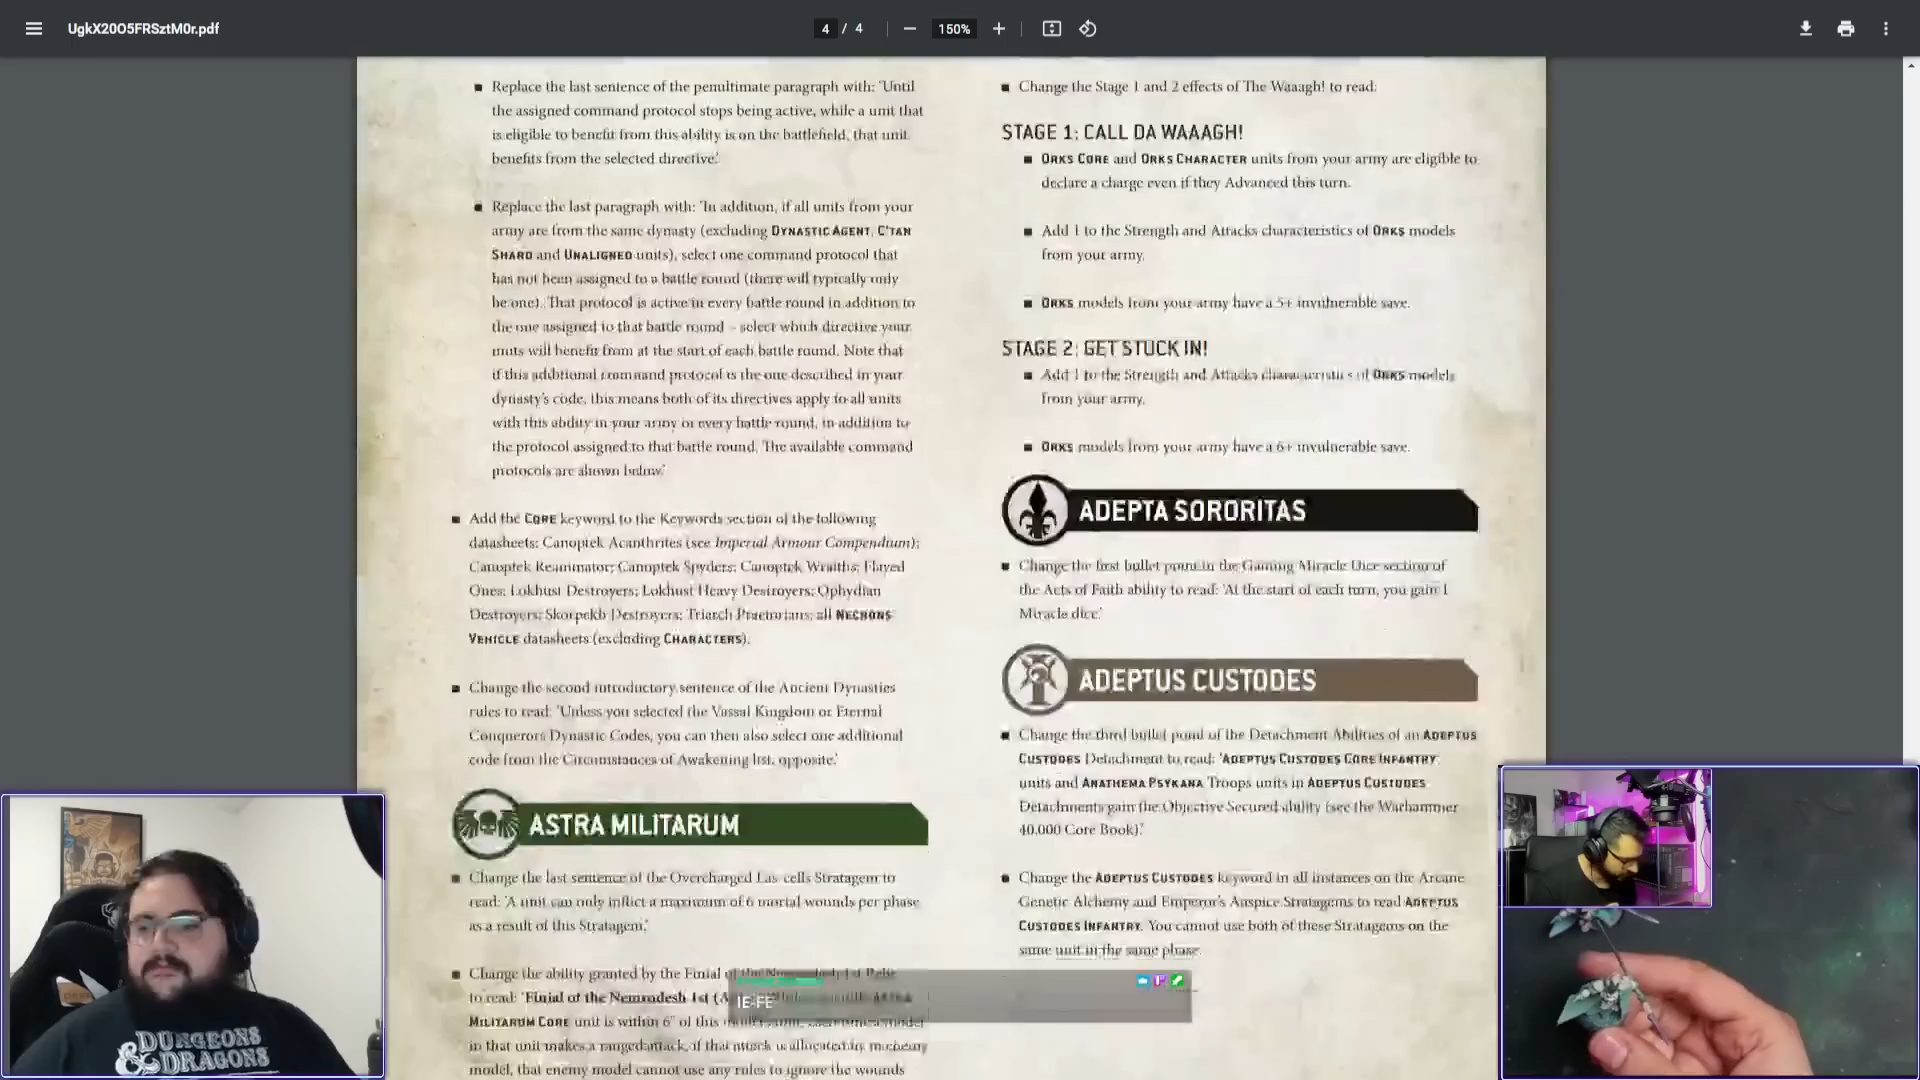 UgkX20O5FRSztM0r.pdf
4 / 4
150%
Replace the last sentence of the penultimate paragraph with: 'Until
the assigned command protocol stops being active, while a unit that
is eligible to benefit from this ability is on the battlefield, that unit
benefits from the selected directive.'
Replace the last paragraph with: 'In addition, if all units from your
army are from the same dynasty (excluding DYNASTIC AGENT, C'TAN
SHARD and UNALIGNED units), select one command protocol that
has not been assigned to a battle round (there will typically only
be one). That protocol is active in every battle round in addition to
the one assigned to that battle round – select which directive your
units will benefit from at the start of each battle round. Note that
if this additional command protocol is the one described in your
dynasty's code, this means both of its directives apply to all units
with this ability in your army or every battle round, in addition to
the protocol assigned to that battle round. The available command
protocols are shown below.'
Add the CORE keyword to the Keywords section of the following
datasheets: Canoptek Acanthrites (see Imperial Armour Compendium);
Canoptek Reanimator; Canoptek Spyders; Canoptek Wraiths; Flayed
Ones; Lokhust Destroyers; Lokhust Heavy Destroyers; Ophydian
Destroyers; Skorpekh Destroyers; Triarch Praetorians; all NECRONS
VEHICLE datasheets (excluding CHARACTERS).
Change the second introductory sentence of the Ancient Dynasties
rules to read: 'Unless you selected the Vassal Kingdom or Eternal
Conquerors Dynastic Codes, you can then also select one additional
code from the Circumstances of Awakening list, opposite.'
ASTRA MILITARUM
Change the last sentence of the Overcharged Las-cells Stratagem to
read: 'A unit can only inflict a maximum of 6 mortal wounds per phase
as a result of this Stratagem.'
Change the ability granted by the Finial of the Nemrodesh 1st Relic
to read: 'Finial of the Nemrodesh 1st
MILITARUM CORE unit is within 6" of this
in that unit makes a ranged attack, if that attack is allocated to an enemy
model, that enemy model cannot use any rules to ignore the wounds
Change the Stage 1 and 2 effects of The Waaagh! to read:
STAGE 1: CALL DA WAAAGH!
ORKS CORE and ORKS CHARACTER units from your army are eligible to
declare a charge even if they Advanced this turn.
Add 1 to the Strength and Attacks characteristics of ORKS models
from your army.
ORKS models from your army have a 5+ invulnerable save.
STAGE 2: GET STUCK IN!
Add 1 to the Strength and Attacks characteristics of ORKS models
from your army.
ORKS models from your army have a 6+ invulnerable save.
ADEPTA SORORITAS
Change the first bullet point in the Gaining Miracle Dice section of
the Acts of Faith ability to read: 'At the start of each turn, you gain 1
Miracle dice.'
ADEPTUS CUSTODES
Change the third bullet point of the Detachment Abilities of an ADEPTUS
CUSTODES Detachment to read: 'ADEPTUS CUSTODES CORE INFANTRY
units and ANATHEMA PSYKANA Troops units in ADEPTUS CUSTODES
Detachments gain the Objective Secured ability (see the Warhammer
40,000 Core Book).'
Change the ADEPTUS CUSTODES keyword in all instances on the Arcane
Genetic Alchemy and Emperor's Auspice Stratagems to read ADEPTUS
CUSTODES INFANTRY. You cannot use both of these Stratagems on the
same unit in the same phase.
IE-FE
DUNGEONS
& DRAGONS